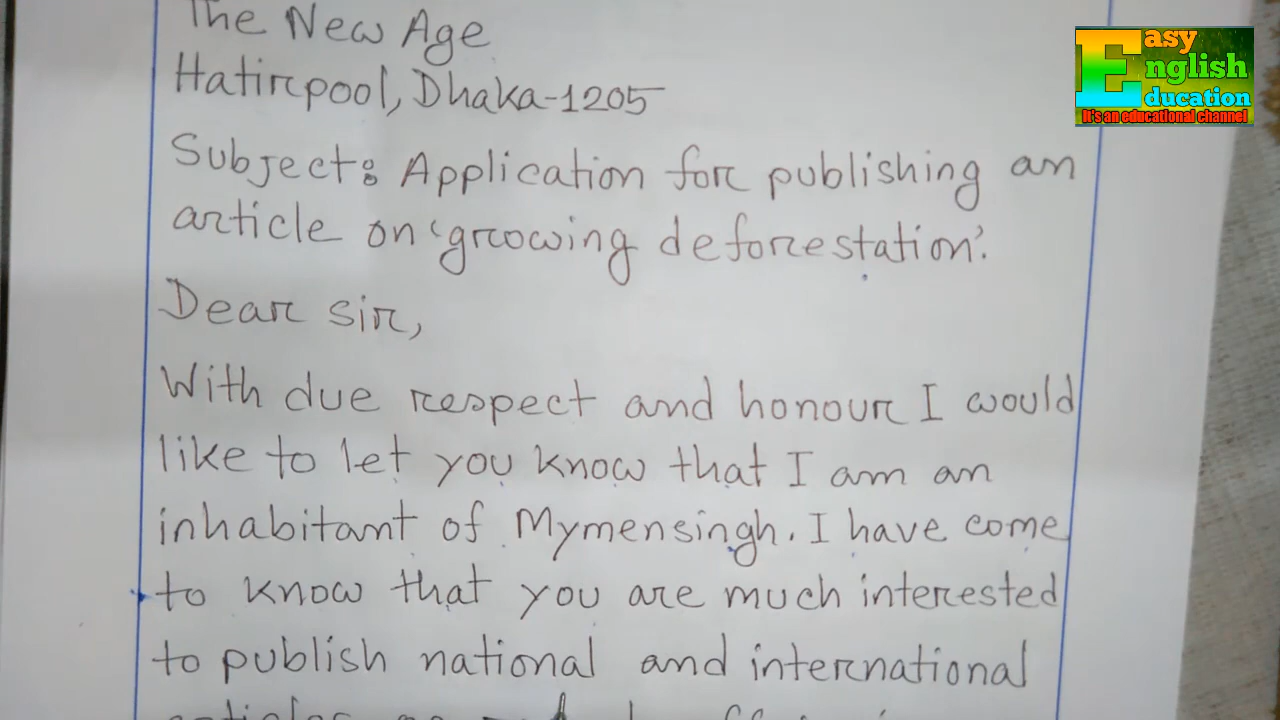 The New Age
Hatirpool, Dhaka-1205
Subject: Application for publishing an
article on 'growing deforestation'.
Dear sir,
With due respect and honour I would
like to let you know that I am an
inhabitant of Mymensingh. I have come
to know that you are much interested
to publish national and international
Easy
English
Education
It's an educational channel